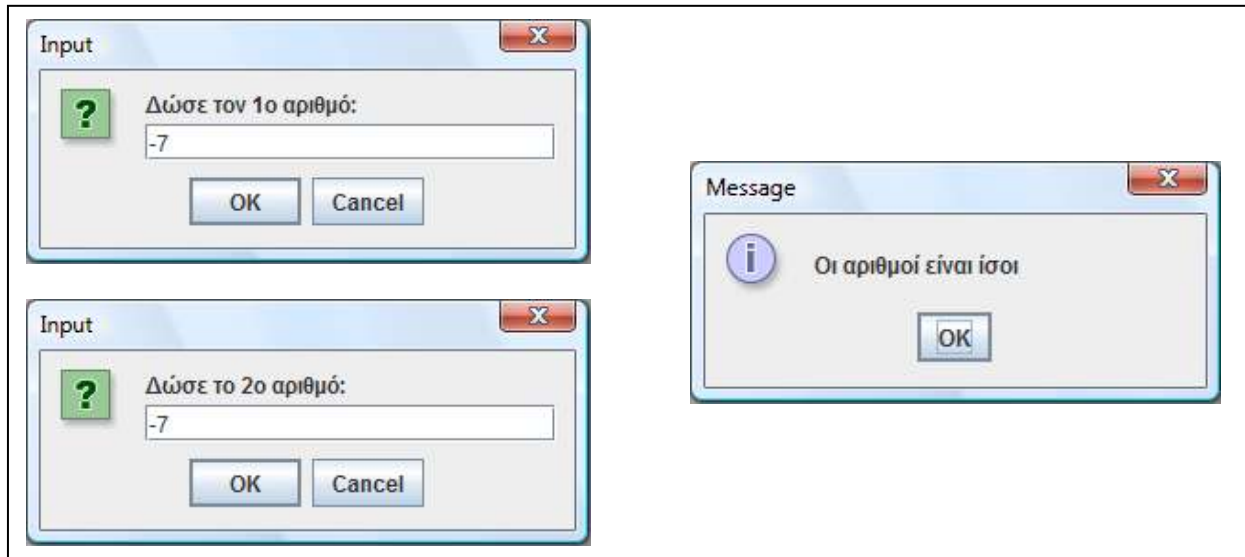 Input
Δώσε τον 1ο αριθμό:
-7
OK Cancel
Input
Δώσε το 2ο αριθμό:
-7
OK Cancel
Message
Οι αριθμοί είναι ίσοι
OK